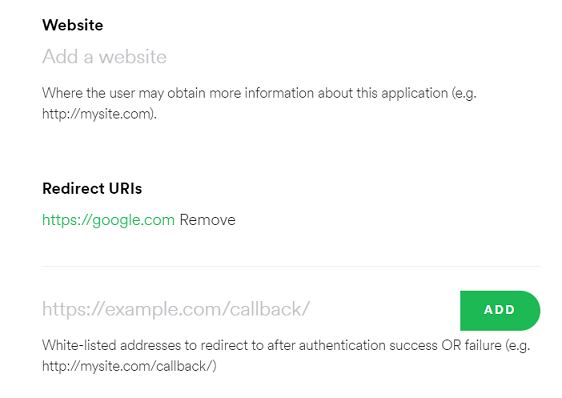 Website
Add a website
Where the user may obtain more information about this application (e.g.
http://mysite.com).
Redirect URIs
https://google.com Remove
https://example.com/callback/
ADD
White-listed addresses to redirect to after authentication success OR failure (e.g.
http://mysite.com/callback/)